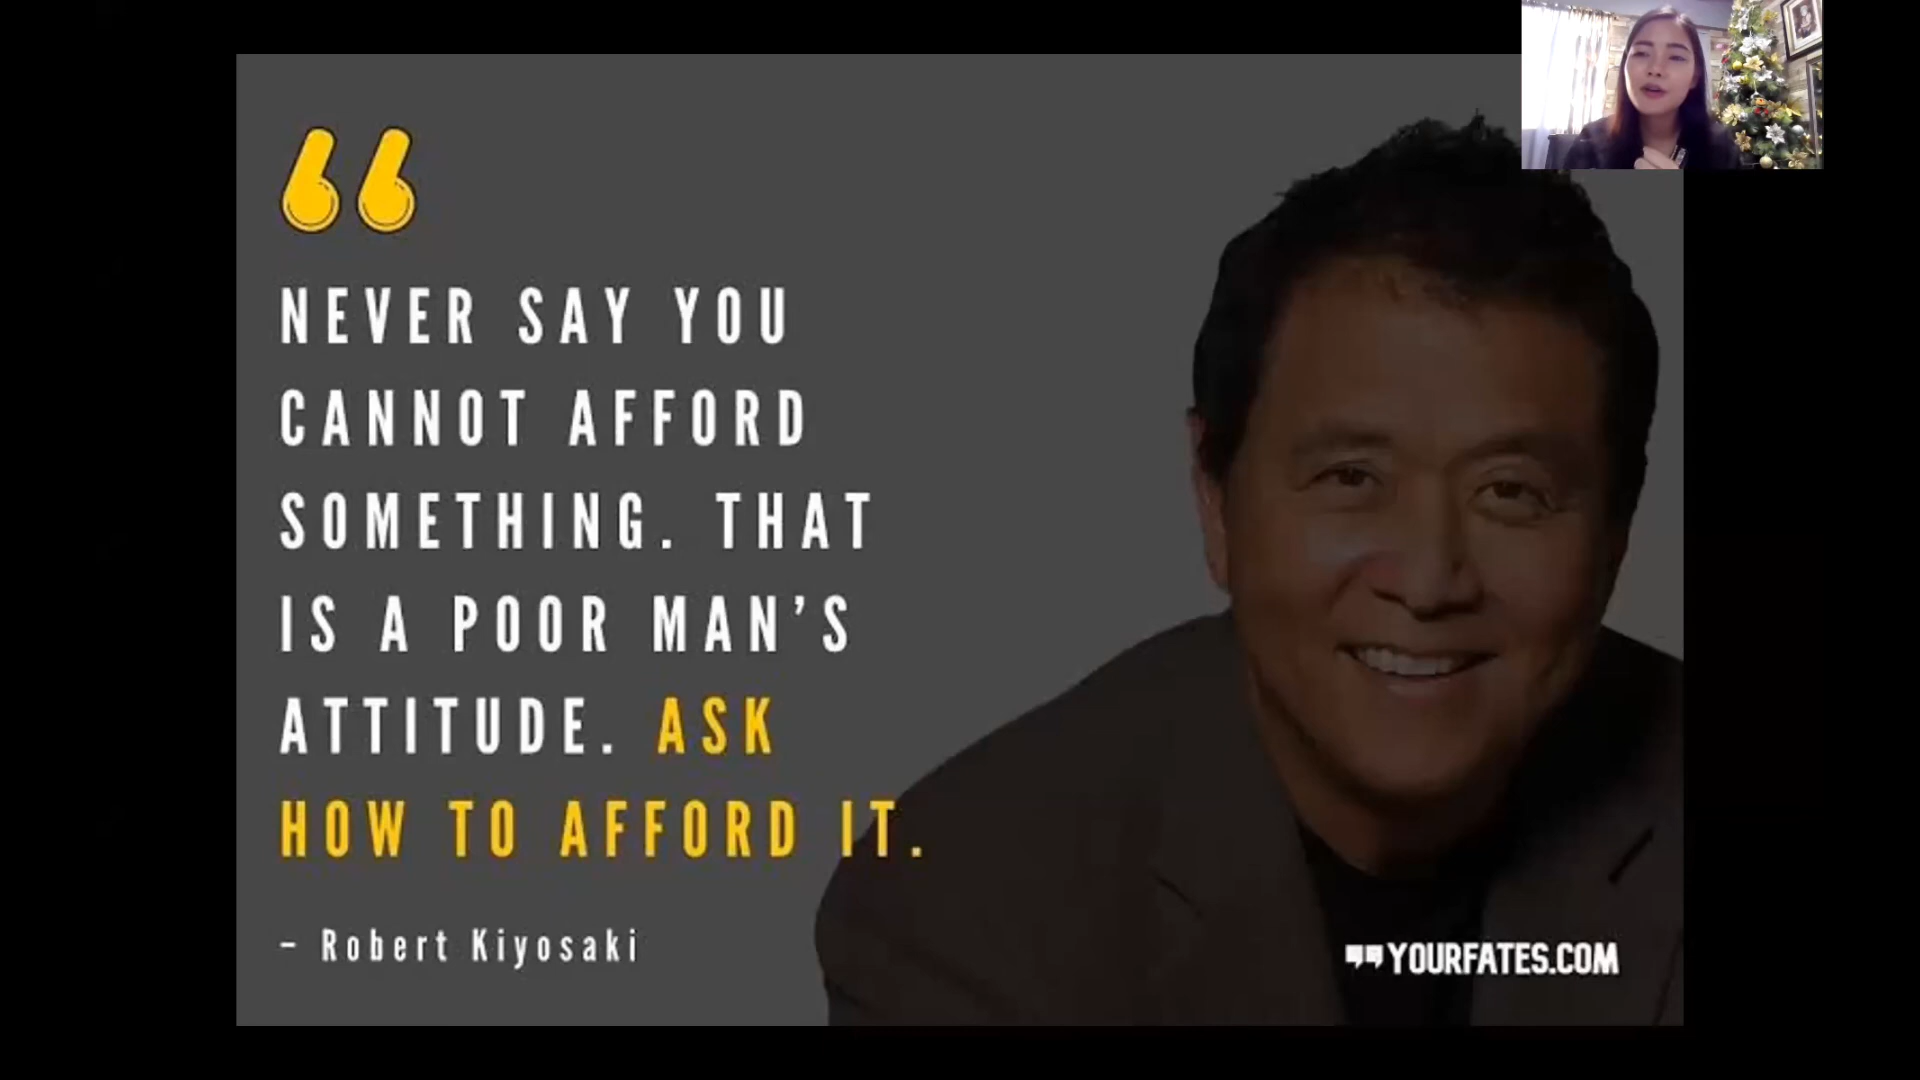 NEVER SAY YOU
CANNOT AFFORD
SOMETHING. THAT
IS A POOR MAN’S
ATTITUDE. ASK
HOW TO AFFORD IT.
– Robert Kiyosaki
YOURFATES.COM